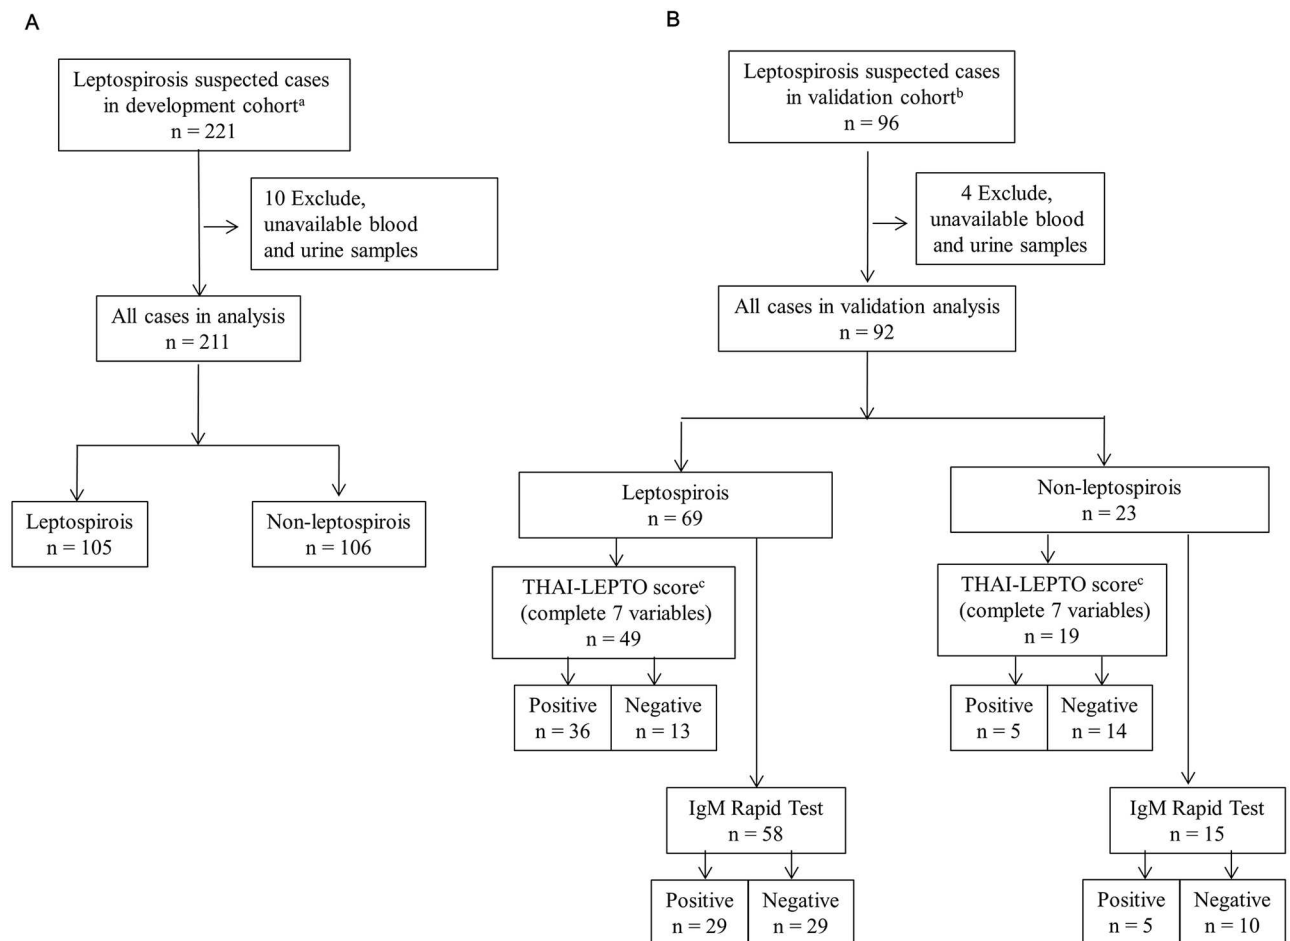 A
Leptospirosis suspected cases
in development cohortᵃ
n = 221
10 Exclude,
unavailable blood
and urine samples
All cases in analysis
n = 211
Leptospirois
n = 105
Non-leptospirois
n = 106
B
Leptospirosis suspected cases
in validation cohortᵇ
n = 96
4 Exclude,
unavailable blood
and urine samples
All cases in validation analysis
n = 92
Leptospirois
n = 69
THAI-LEPTO scoreᶜ
(complete 7 variables)
n = 49
Positive
n = 36
Negative
n = 13
IgM Rapid Test
n = 58
Positive
n = 29
Negative
n = 29
Non-leptospirois
n = 23
THAI-LEPTO scoreᶜ
(complete 7 variables)
n = 19
Positive
n = 5
Negative
n = 14
IgM Rapid Test
n = 15
Positive
n = 5
Negative
n = 10